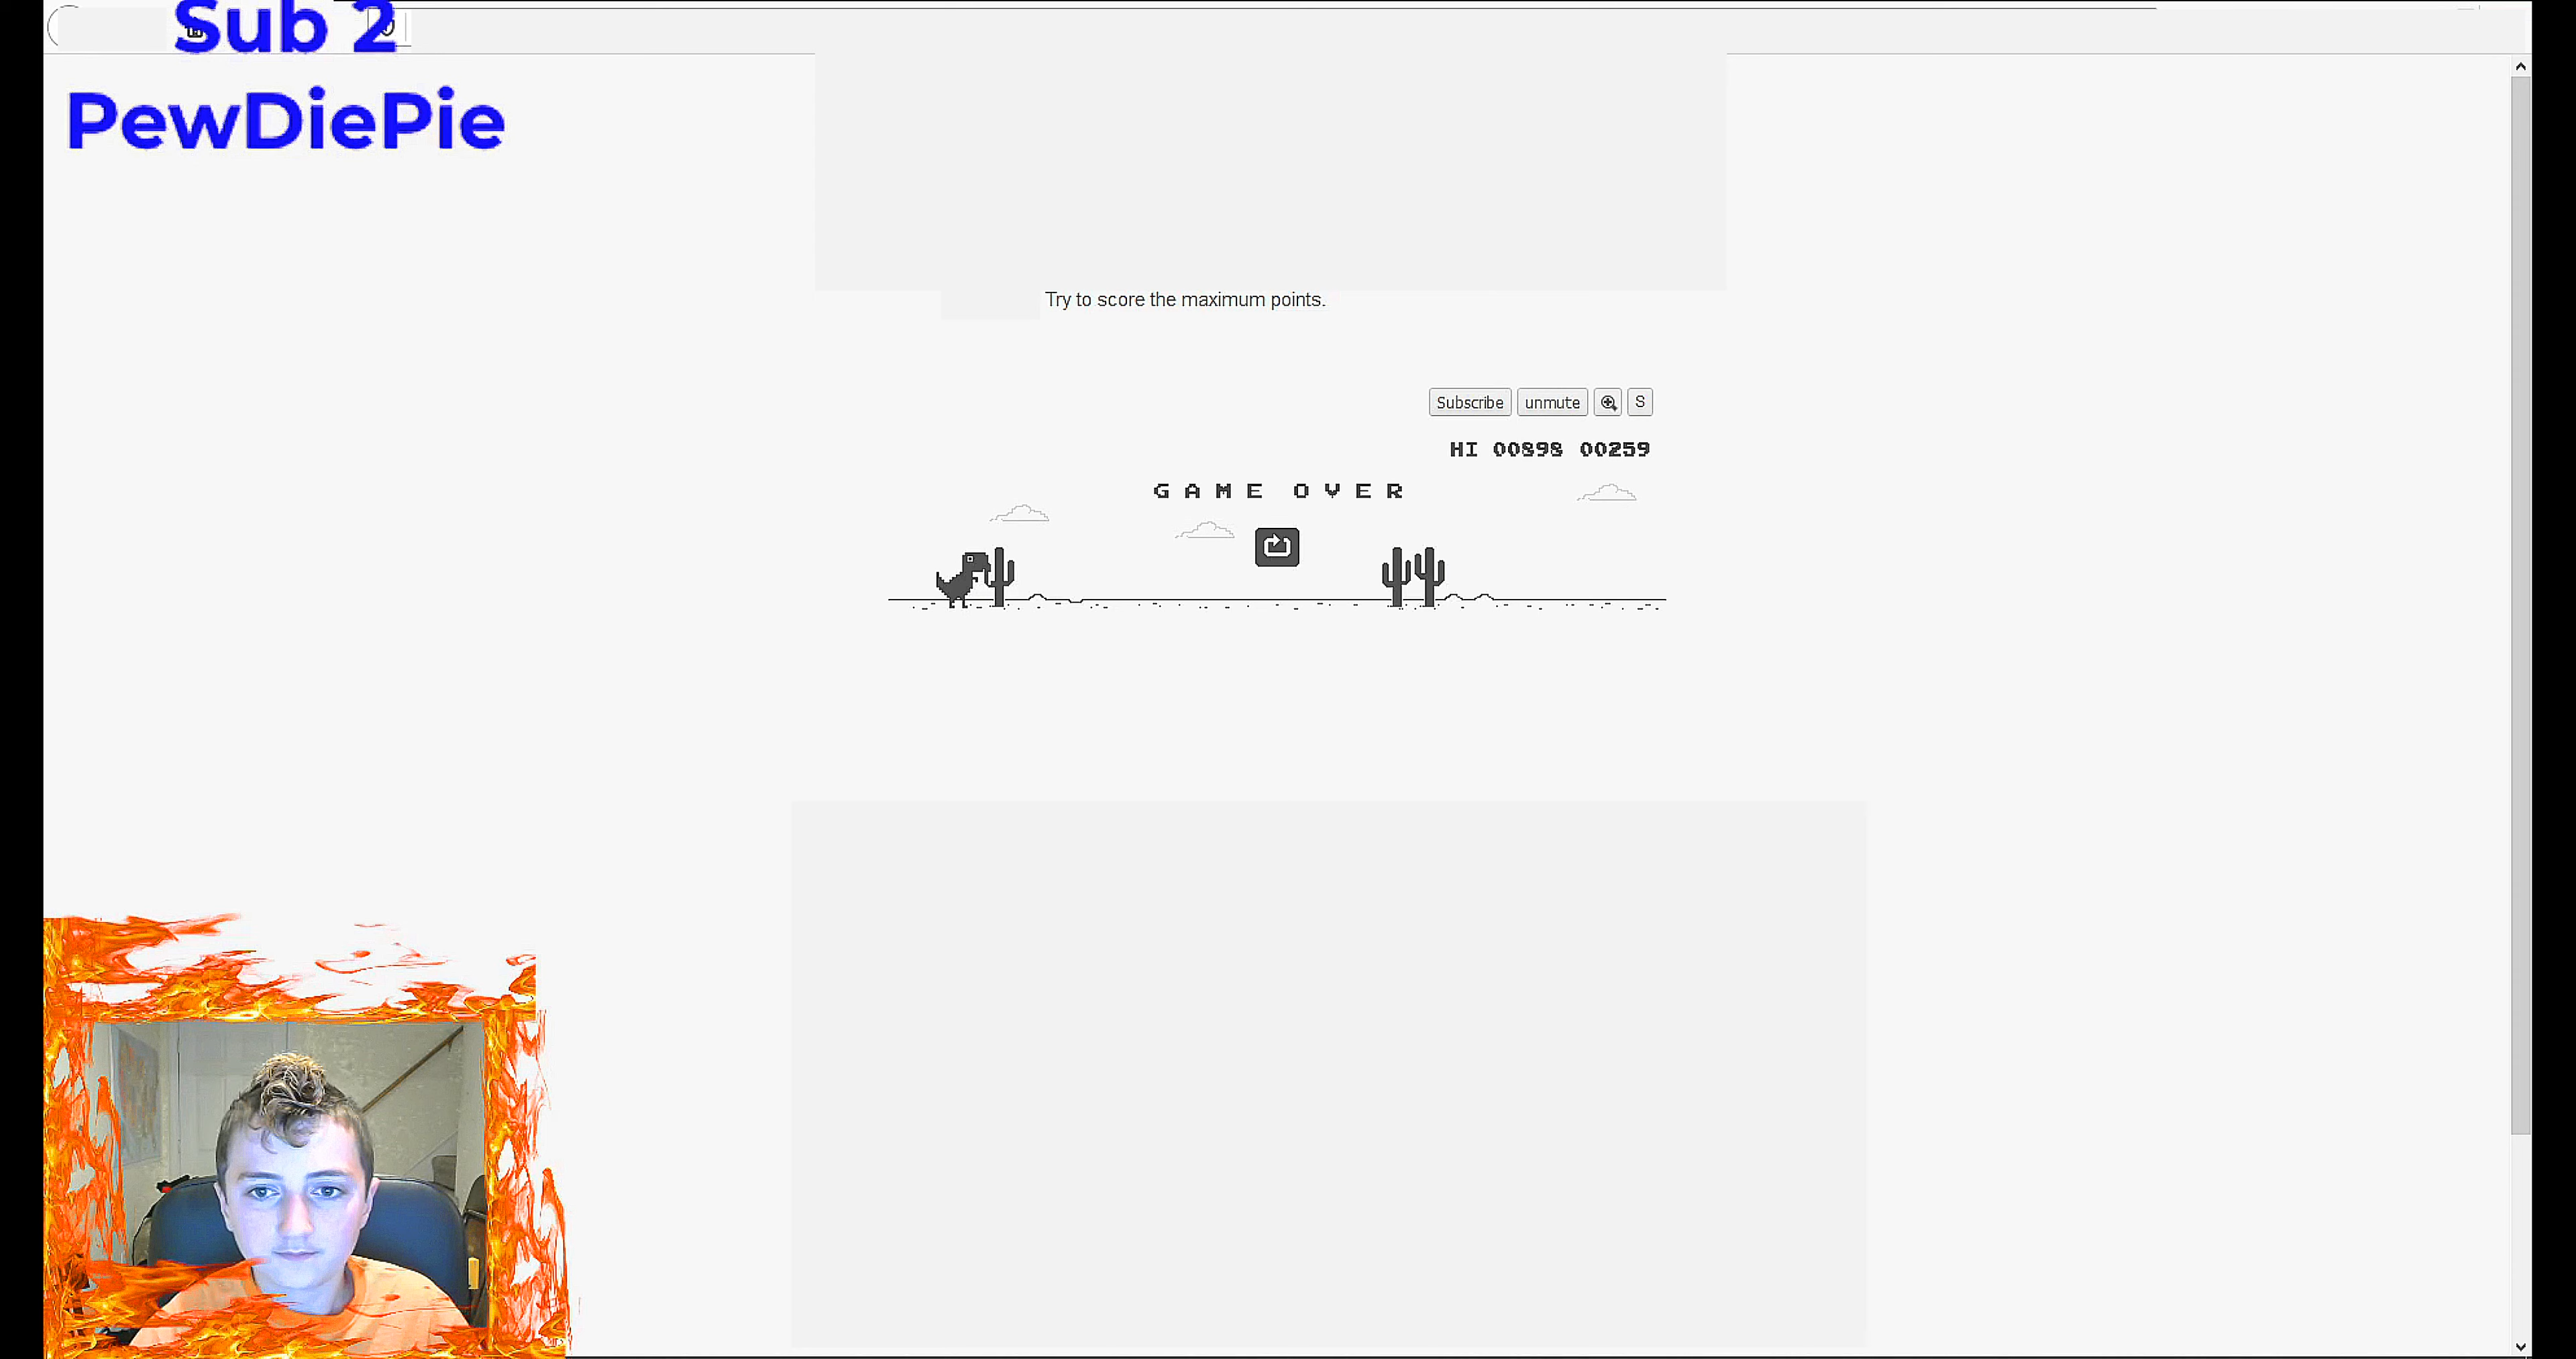 Sub 2
PewDiePie
Try to score the maximum points.
Subscribe unmute S
HI 00898 00259
GAME OVER